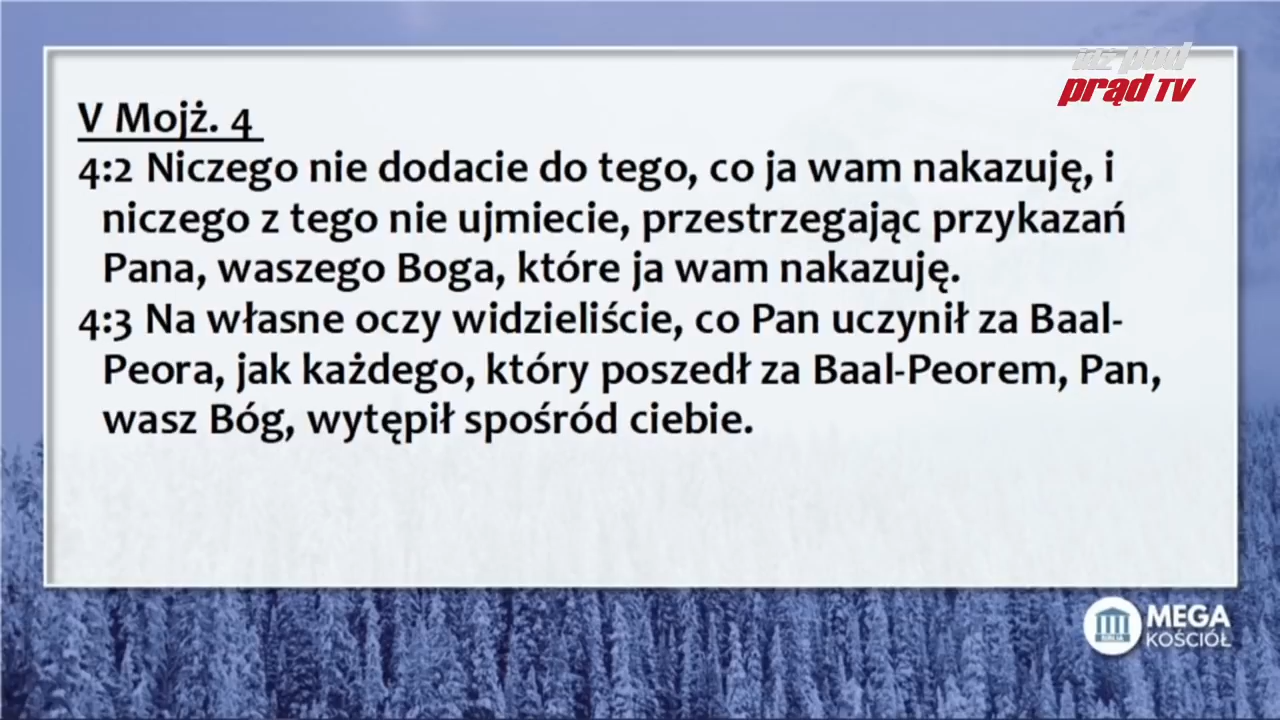 idź pod
prąd TV
V Mojż. 4
4:2 Niczego nie dodacie do tego, co ja wam nakazuję, i
niczego z tego nie ujmiecie, przestrzegając przykazań
Pana, waszego Boga, które ja wam nakazuję.
4:3 Na własne oczy widzieliście, co Pan uczynił za Baal-
Peora, jak każdego, który poszedł za Baal-Peorem, Pan,
wasz Bóg, wytępił spośród ciebie.
MEGA
KOŚCIÓŁ
BIBLIA